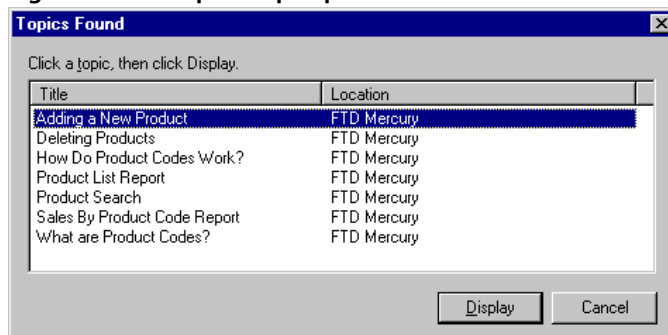 Topics Found
Click a topic, then click Display.
Title Location
Adding a New Product FTD Mercury
Deleting Products FTD Mercury
How Do Product Codes Work? FTD Mercury
Product List Report FTD Mercury
Product Search FTD Mercury
Sales By Product Code Report FTD Mercury
What are Product Codes? FTD Mercury
Display Cancel